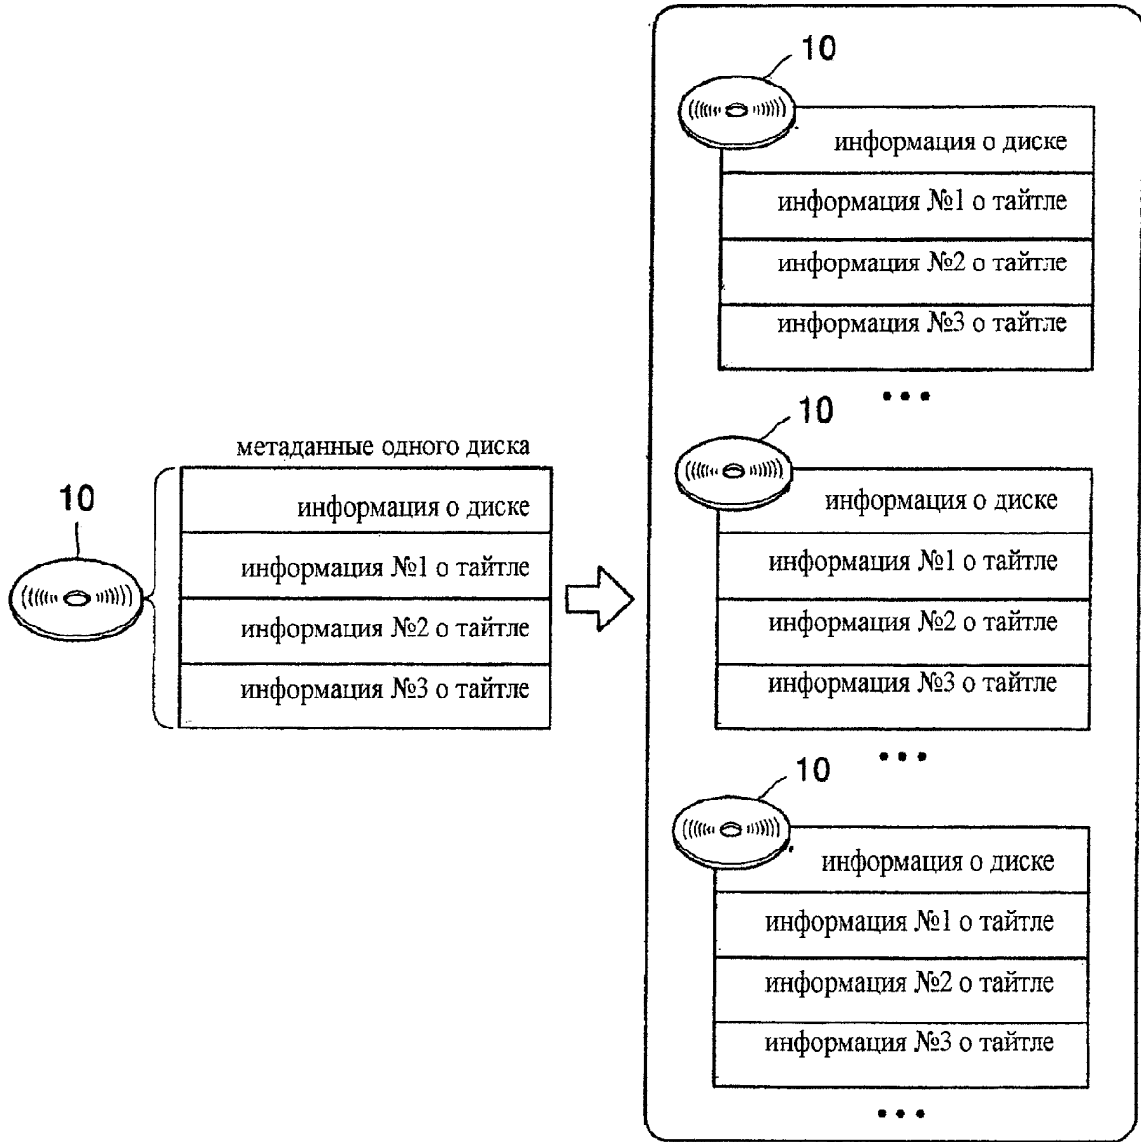 метаданные одного диска
10
информация о диске
информация №1 о тайтле
информация №2 о тайтле
информация №3 о тайтле
10
информация о диске
информация №1 о тайтле
информация №2 о тайтле
информация №3 о тайтле
•••
10
информация о диске
информация №1 о тайтле
информация №2 о тайтле
информация №3 о тайтле
•••
10
информация о диске
информация №1 о тайтле
информация №2 о тайтле
информация №3 о тайтле
•••